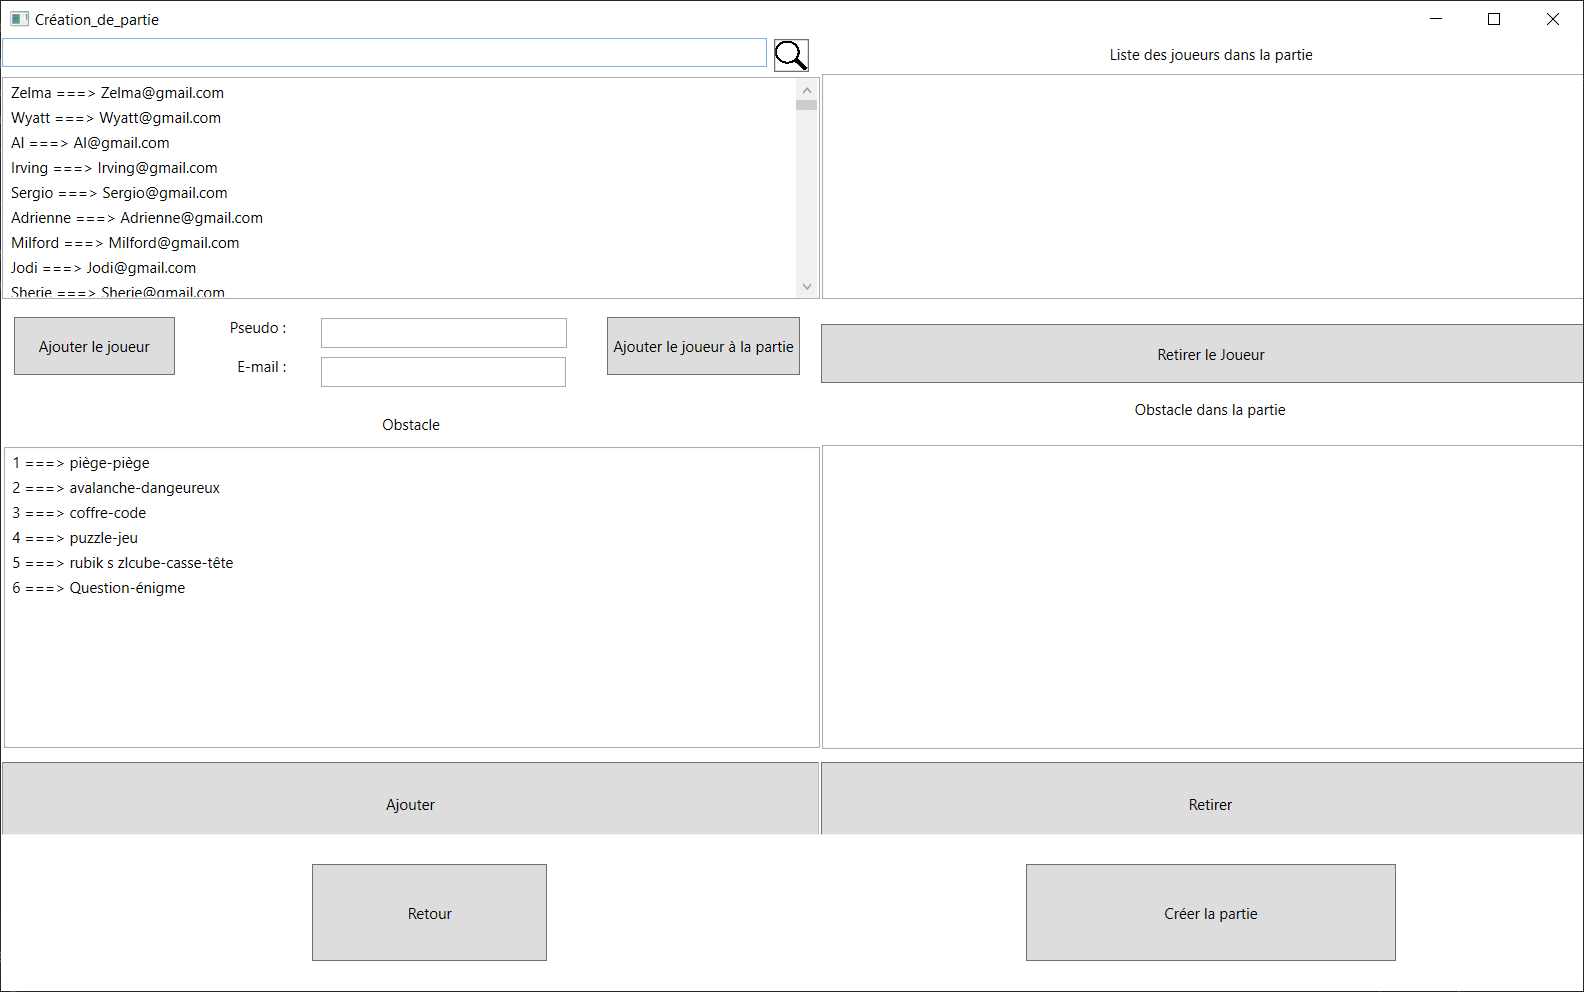 Création_de_partie
Liste des joueurs dans la partie
Zelma ===> Zelma@gmail.com
Wyatt ===> Wyatt@gmail.com
Al ===> Al@gmail.com
Irving ===> Irving@gmail.com
Sergio ===> Sergio@gmail.com
Adrienne ===> Adrienne@gmail.com
Milford ===> Milford@gmail.com
Jodi ===> Jodi@gmail.com
Sherie ===> Sherie@gmail.com
Ajouter le joueur
Pseudo :
E-mail :
Ajouter le joueur à la partie
Retirer le Joueur
Obstacle
Obstacle dans la partie
1 ===> piège-piège
2 ===> avalanche-dangeureux
3 ===> coffre-code
4 ===> puzzle-jeu
5 ===> rubik s zlcube-casse-tête
6 ===> Question-énigme
Ajouter
Retirer
Retour
Créer la partie